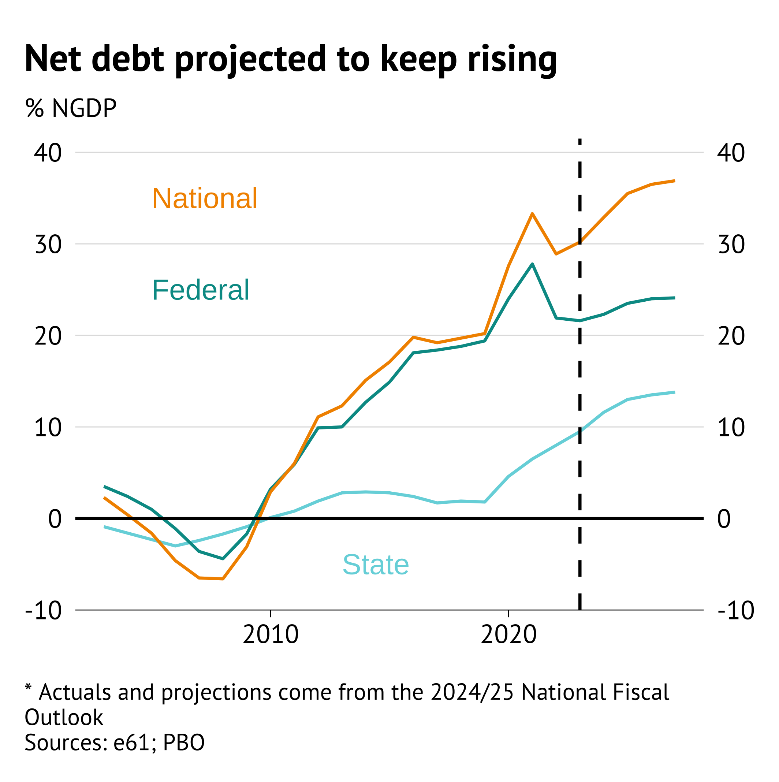 Net debt projected to keep rising
% NGDP
40 40
National
30 30
Federal
20 20
10 10
0 0
State
-10 -10
2010 2020
* Actuals and projections come from the 2024/25 National Fiscal
Outlook
Sources: e61; PBO